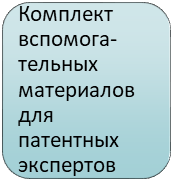 Комплект
вспомога-
тельных
материалов
для
патентных
экспертов